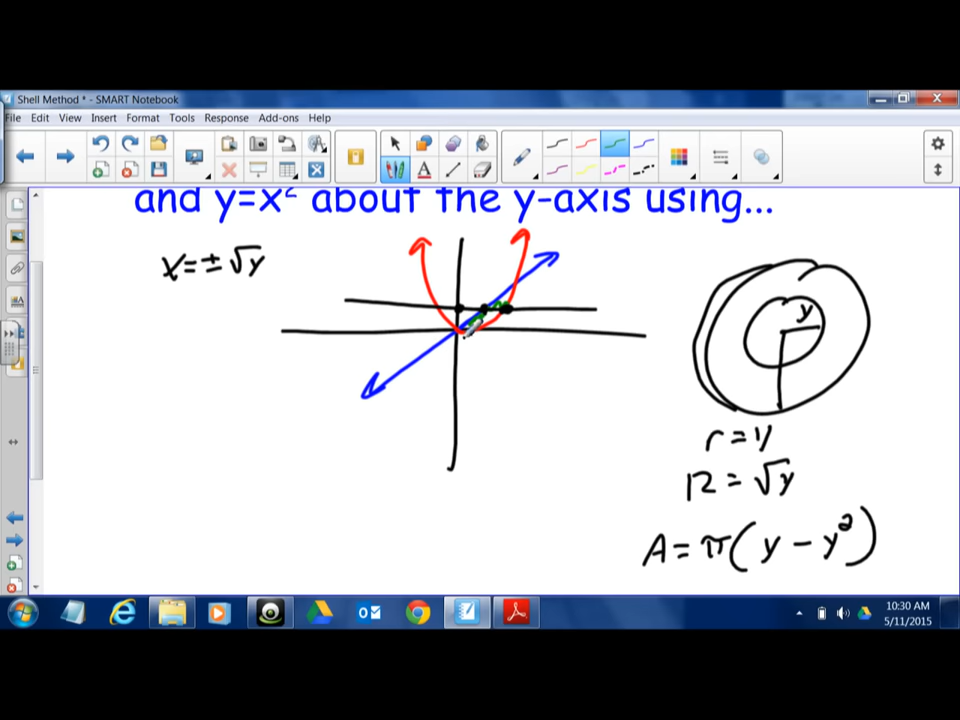 Shell Method * - SMART Notebook
File Edit View Insert Format Tools Response Add-ons Help
and y=x² about the y-axis using...
x=±√y
y
r=y
R=√y
A=π(y-y²)
10:30 AM
5/11/2015